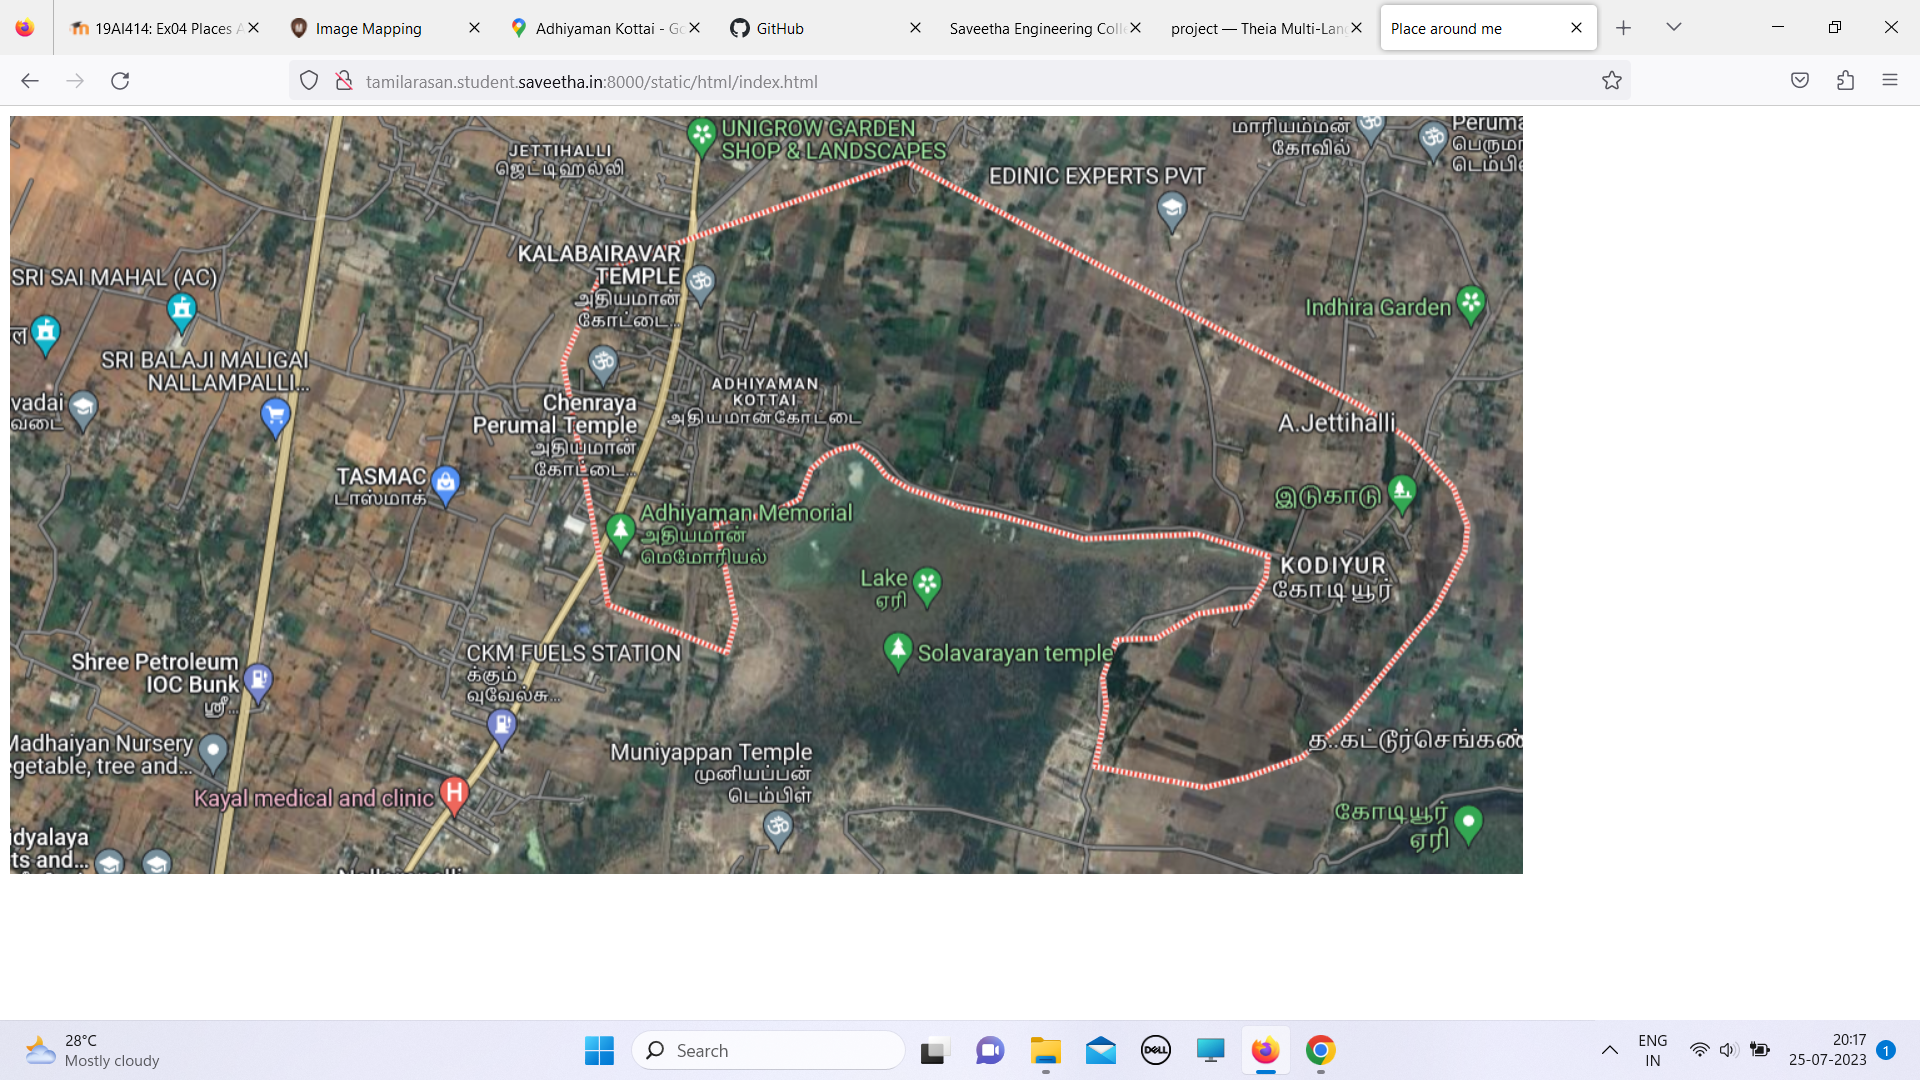 19AI414: Ex04 Places A
Image Mapping
Adhiyaman Kottai - Go
GitHub
Saveetha Engineering Coll
project — Theia Multi-Lan
Place around me
tamilarasan.student.saveetha.in:8000/static/html/index.html
UNIGROW GARDEN
SHOP & LANDSCAPES
JETTIHALLI
ஜெட்டிஹல்லி
மாரியம்மன்
கோவில்
Peruma
பெருமா
டெம்பிள்
EDINIC EXPERTS PVT
KALABAIRAVAR
TEMPLE
அதியமான்
கோட்டை...
SRI SAI MAHAL (AC)
ல
Indhira Garden
SRI BALAJI MALIGAI
NALLAMPALLI...
vadai
வடை
ADHIYAMAN
KOTTAI
அதியமான்கோட்டை
Chenraya
Perumal Temple
அதியமான்
கோட்டை...
A.Jettihalli
TASMAC
டாஸ்மாக்
இடுகாடு
Adhiyaman Memorial
அதியமான்
மெமோரியல்
KODIYUR
கோடியூர்
Lake
ஏரி
Solavarayan temple
CKM FUELS STATION
க்கும்
வுவேல்சு...
Shree Petroleum
IOC Bunk
ஸ்ரீ...
Madhaiyan Nursery
egetable, tree and...
Muniyappan Temple
முனியப்பன்
டெம்பிள்
த..கட்டூர்செங்கண்
Kayal medical and clinic
H
கோடியூர்
ஏரி
idyalaya
ts and...
28°C
Mostly cloudy
Search
DELL
ENG
IN
20:17
25-07-2023
1